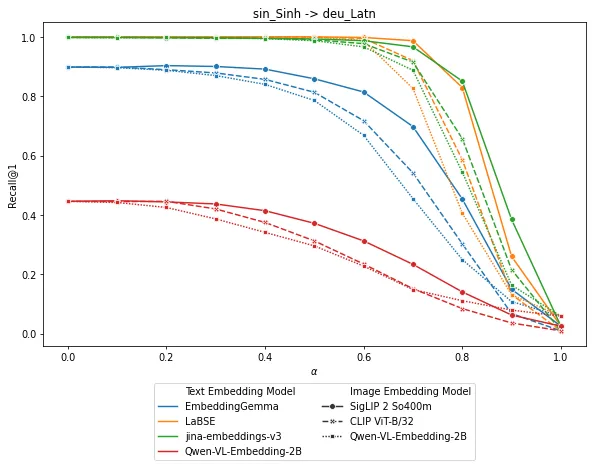 sin_Sinh -> deu_Latn
Recall@1
1.0
0.8
0.6
0.4
0.2
0.0
0.0 0.2 0.4 0.6 0.8 1.0
α
Text Embedding Model
EmbeddingGemma
LaBSE
jina-embeddings-v3
Qwen-VL-Embedding-2B
Image Embedding Model
SigLIP 2 So400m
CLIP ViT-B/32
Qwen-VL-Embedding-2B